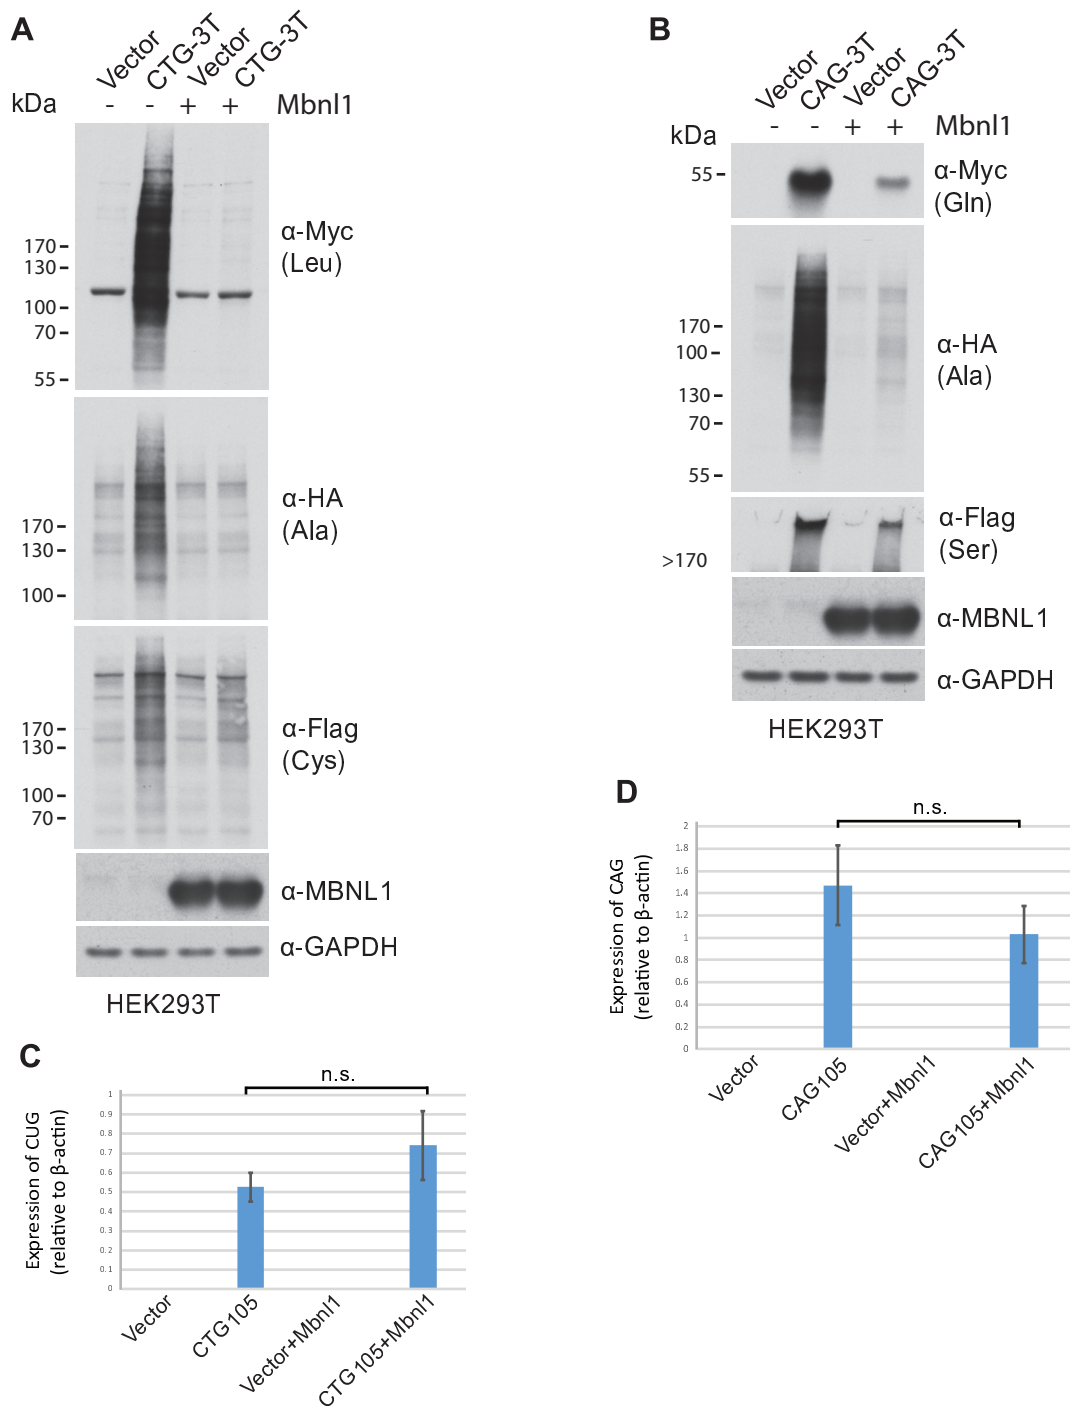 A
Vector
CTG-3T
Vector
CTG-3T
kDa
- - + + Mbnl1
170
130
100
70
55
α-Myc
(Leu)
170
130
100
α-HA
(Ala)
170
130
100
70
α-Flag
(Cys)
α-MBNL1
α-GAPDH
HEK293T
B
Vector
CAG-3T
Vector
CAG-3T
- - + + Mbnl1
kDa
55
α-Myc
(Gln)
170
100
130
70
55
α-HA
(Ala)
>170
α-Flag
(Ser)
α-MBNL1
α-GAPDH
HEK293T
C
n.s.
Expression of CUG
(relative to β-actin)
1
0.9
0.8
0.7
0.6
0.5
0.4
0.3
0.2
0.1
0
Vector
CTG105
Vector+Mbnl1
CTG105+Mbnl1
D
n.s.
Expression of CAG
(relative to β-actin)
2
1.8
1.6
1.4
1.2
1
0.8
0.6
0.4
0.2
0
Vector
CAG105
Vector+Mbnl1
CAG105+Mbnl1